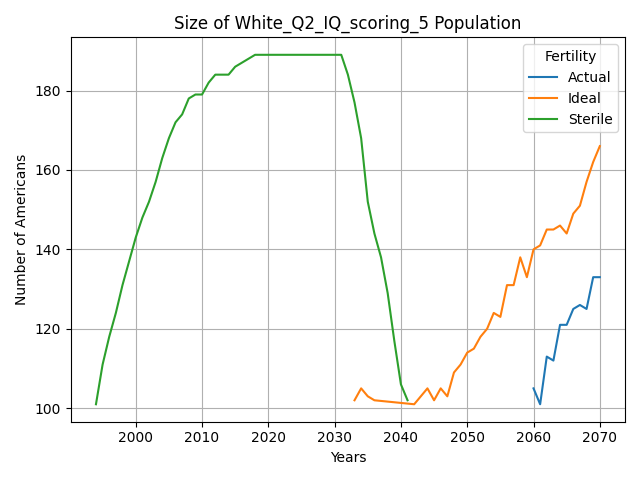 Size of White_Q2_IQ_scoring_5 Population
Number of Americans
180
160
140
120
100
Fertility
Actual
Ideal
Sterile
2000 2010 2020 2030 2040 2050 2060 2070
Years